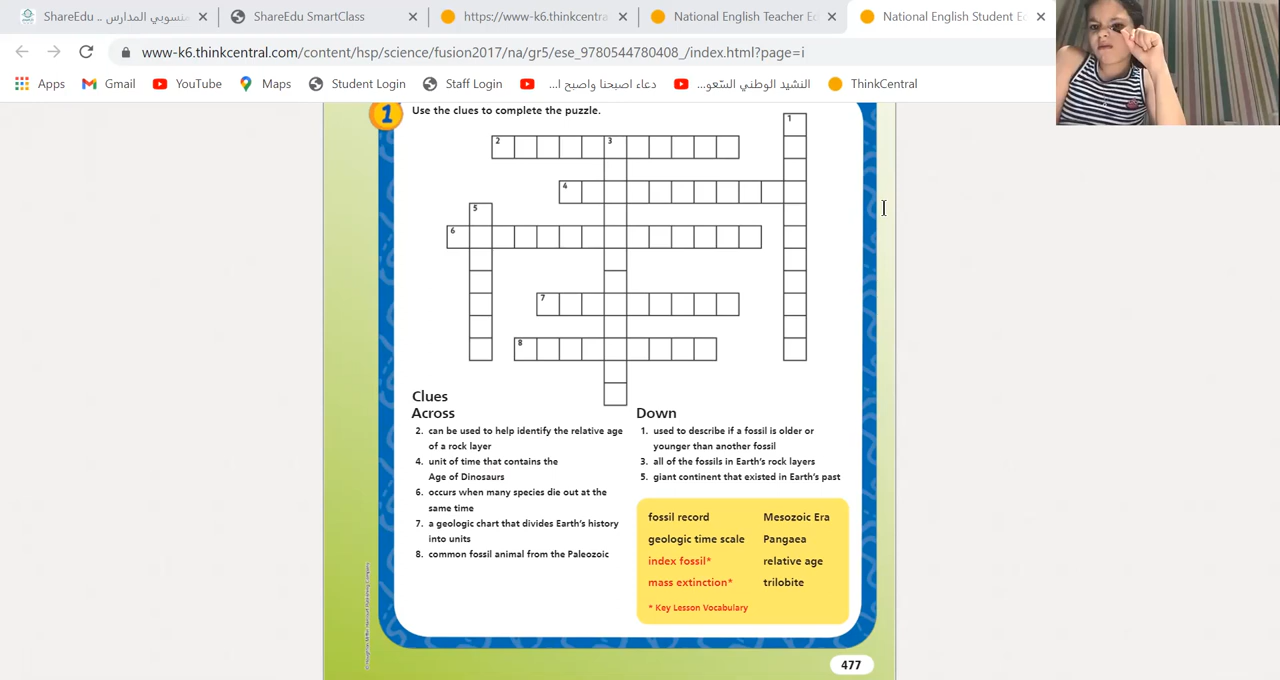 منسوبي المدارس .. ShareEdu
ShareEdu SmartClass
https://www-k6.thinkcentra
National English Teacher E
National English Student E
www-k6.thinkcentral.com/content/hsp/science/fusion2017/na/gr5/ese_9780544780408_/index.html?page=i
Apps
Gmail
YouTube
Maps
Student Login
Staff Login
دعاء اصبحنا واصبح ا...
النشيد الوطني السعو...
ThinkCentral
1 Use the clues to complete the puzzle.
1
2
3
4
5
6
7
8
Clues
Across
2. can be used to help identify the relative age
of a rock layer
4. unit of time that contains the
Age of Dinosaurs
6. occurs when many species die out at the
same time
7. a geologic chart that divides Earth's history
into units
8. common fossil animal from the Paleozoic
Down
1. used to describe if a fossil is older or
younger than another fossil
3. all of the fossils in Earth's rock layers
5. giant continent that existed in Earth's past
fossil record
geologic time scale
index fossil*
mass extinction*
Mesozoic Era
Pangaea
relative age
trilobite
* Key Lesson Vocabulary
477